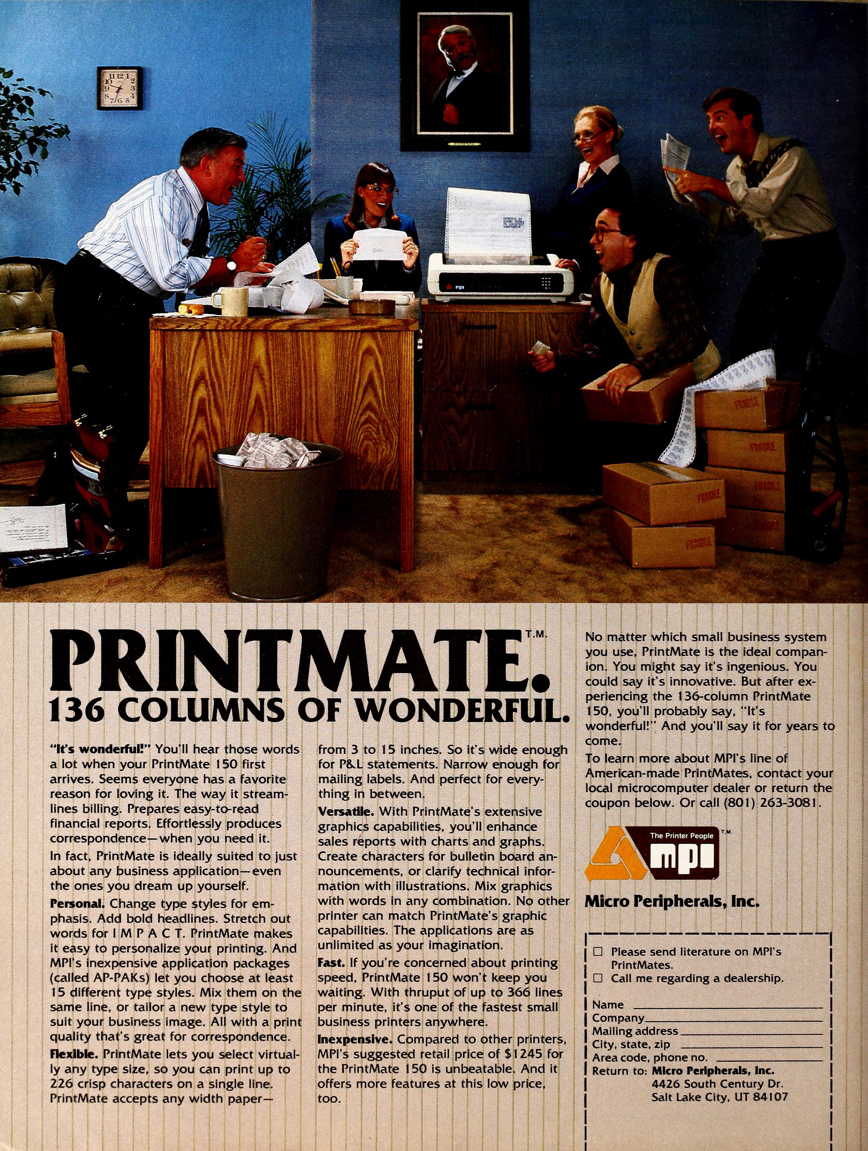 FRAGILE
FRAGILE
FRAGILE
FRAGILE
FRAGILE
FRAGILE
mpi
PRINTMATE.T.M.
136 COLUMNS OF WONDERFUL.
"It's wonderful!" You'll hear those words
a lot when your PrintMate 150 first
arrives. Seems everyone has a favorite
reason for loving it. The way it stream-
lines billing. Prepares easy-to-read
financial reports. Effortlessly produces
correspondence—when you need it.
In fact, PrintMate is ideally suited to just
about any business application—even
the ones you dream up yourself.
Personal. Change type styles for em-
phasis. Add bold headlines. Stretch out
words for I M P A C T. PrintMate makes
it easy to personalize your printing. And
MPI's inexpensive application packages
(called AP-PAKs) let you choose at least
15 different type styles. Mix them on the
same line, or tailor a new type style to
suit your business image. All with a print
quality that's great for correspondence.
Flexible. PrintMate lets you select virtual-
ly any type size, so you can print up to
226 crisp characters on a single line.
PrintMate accepts any width paper—
from 3 to 15 inches. So it's wide enough
for P&L statements. Narrow enough for
mailing labels. And perfect for every-
thing in between.
Versatile. With PrintMate's extensive
graphics capabilities, you'll enhance
sales reports with charts and graphs.
Create characters for bulletin board an-
nouncements, or clarify technical infor-
mation with illustrations. Mix graphics
with words in any combination. No other
printer can match PrintMate's graphic
capabilities. The applications are as
unlimited as your imagination.
Fast. If you're concerned about printing
speed, PrintMate 150 won't keep you
waiting. With thruput of up to 366 lines
per minute, it's one of the fastest small
business printers anywhere.
Inexpensive. Compared to other printers,
MPI's suggested retail price of $1245 for
the PrintMate 150 is unbeatable. And it
offers more features at this low price,
too.
No matter which small business system
you use, PrintMate is the ideal compan-
ion. You might say it's ingenious. You
could say it's innovative. But after ex-
periencing the 136-column PrintMate
150, you'll probably say, "It's
wonderful!" And you'll say it for years to
come.
To learn more about MPI's line of
American-made PrintMates, contact your
local microcomputer dealer or return the
coupon below. Or call (801) 263-3081.
The Printer People T.M.
mpi
Micro Peripherals, Inc.
☐ Please send literature on MPI's
PrintMates.
☐ Call me regarding a dealership.
Name
Company
Mailing address
City, state, zip
Area code, phone no.
Return to: Micro Peripherals, Inc.
4426 South Century Dr.
Salt Lake City, UT 84107